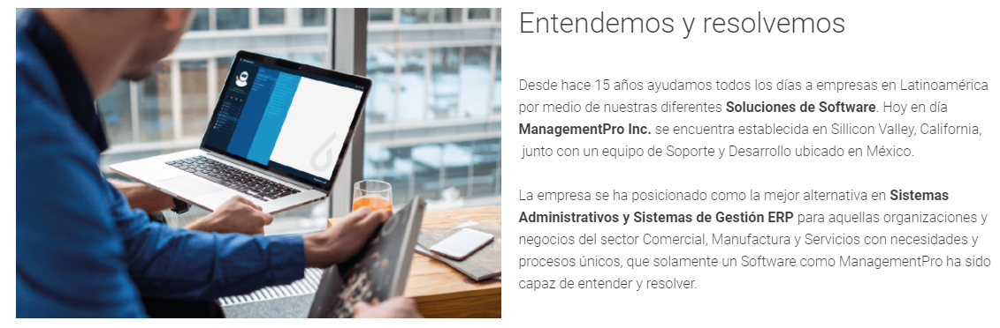 Entendemos y resolvemos
Desde hace 15 años ayudamos todos los días a empresas en Latinoamérica
por medio de nuestras diferentes Soluciones de Software. Hoy en día
ManagementPro Inc. se encuentra establecida en Sillicon Valley, California,
junto con un equipo de Soporte y Desarrollo ubicado en México.
La empresa se ha posicionado como la mejor alternativa en Sistemas
Administrativos y Sistemas de Gestión ERP para aquellas organizaciones y
negocios del sector Comercial, Manufactura y Servicios con necesidades y
procesos únicos, que solamente un Software como ManagementPro ha sido
capaz de entender y resolver.